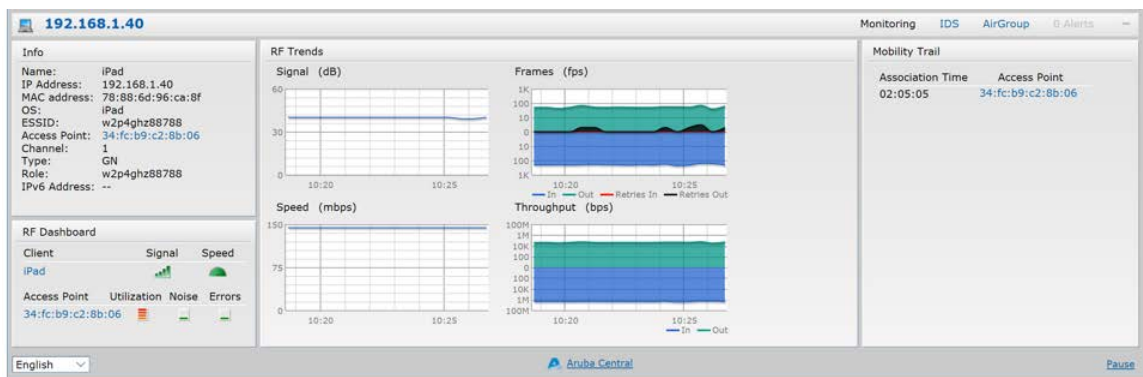 192.168.1.40
Monitoring IDS AirGroup 0 Alerts
Info
Name: iPad
IP Address: 192.168.1.40
MAC address: 78:88:6d:96:ca:8f
OS: iPad
ESSID: w2p4ghz88788
Access Point: 34:fc:b9:c2:8b:06
Channel: 1
Type: GN
Role: w2p4ghz88788
IPv6 Address: --
RF Dashboard
Client Signal Speed
iPad
Access Point Utilization Noise Errors
34:fc:b9:c2:8b:06
RF Trends
Signal (dB)
60
30
0
10:20 10:25
Frames (fps)
1K
100
10
0
10
100
1K
10:20 10:25
In Out Retries In Retries Out
Speed (mbps)
150
75
0
10:20 10:25
Throughput (bps)
100M
1M
10K
100
0
100
10K
1M
100M
10:20 10:25
In Out
Mobility Trail
Association Time Access Point
02:05:05 34:fc:b9:c2:8b:06
English
Aruba Central
Pause